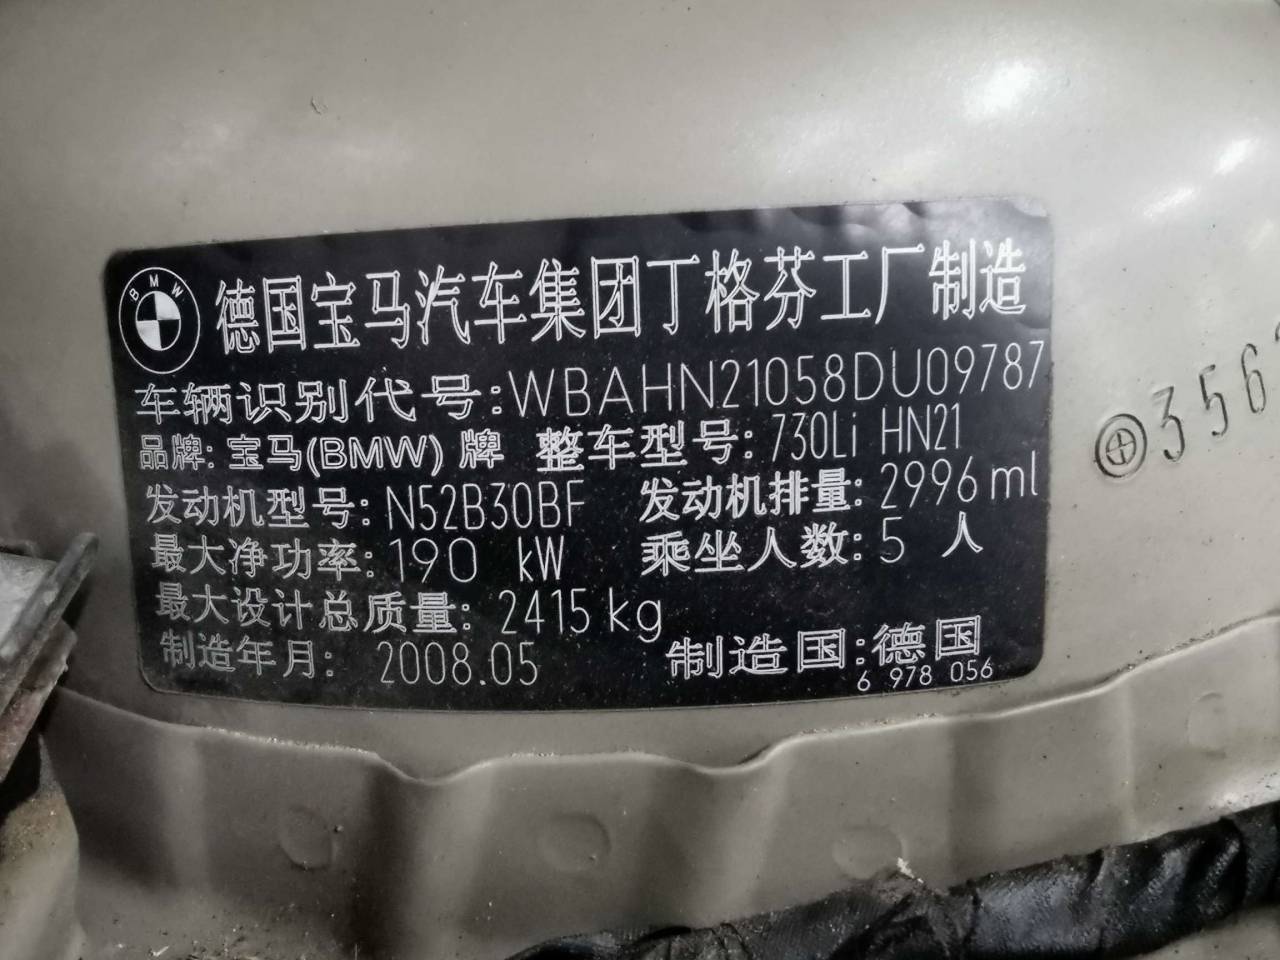 BMW
德国宝马汽车集团丁格芬工厂制造
车辆识别代号:WBAHN21058DU09787
品牌:宝马(BMW)牌 整车型号:730Li HN21
发动机型号:N52B30BF 发动机排量:2996ml
最大净功率:190 kW 乘坐人数:5 人
最大设计总质量:2415kg
制造年月:2008.05 制造国:德国
6 978 056
356